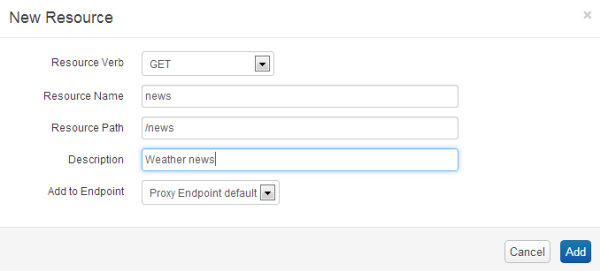 New Resource ×
Resource Verb GET
Resource Name news
Resource Path /news
Description Weather news
Add to Endpoint Proxy Endpoint default
Cancel Add